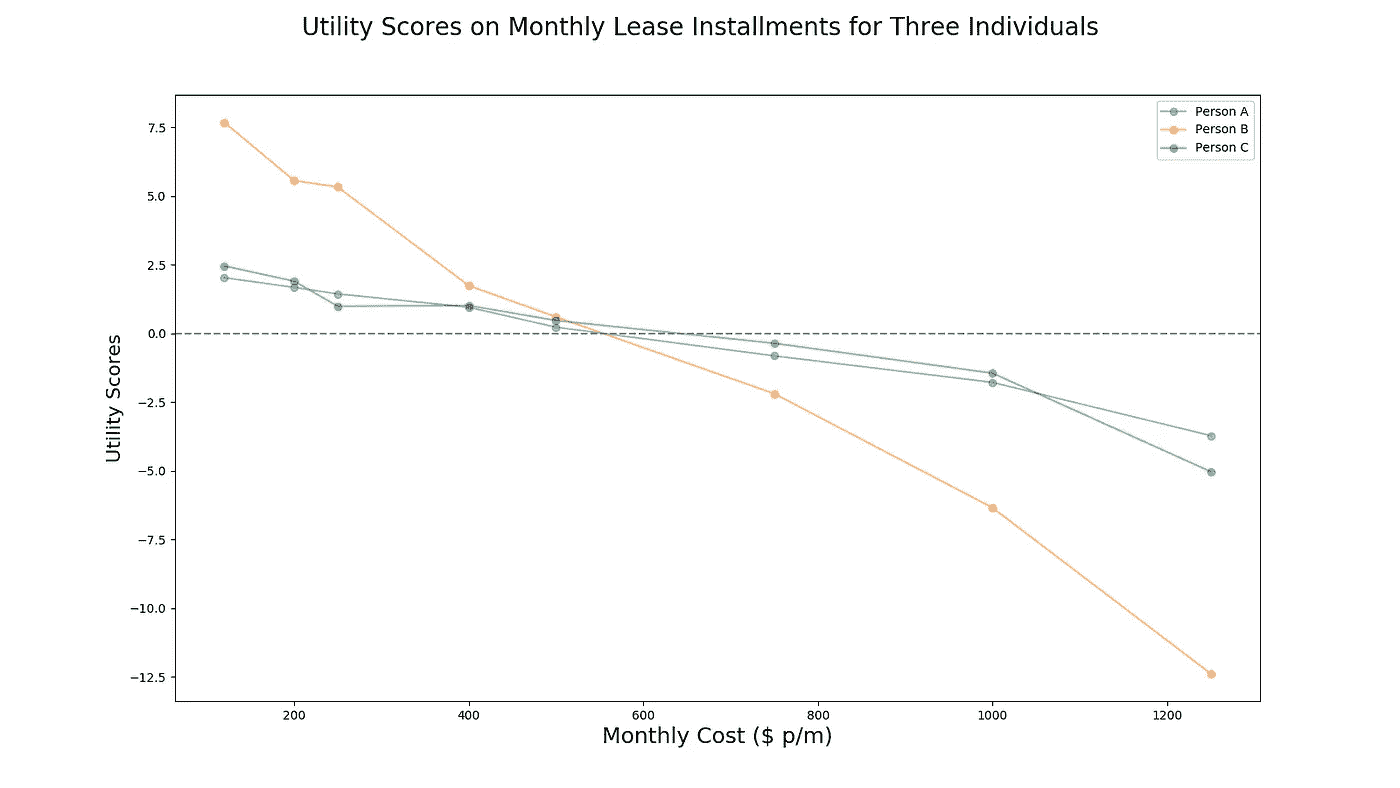 Utility Scores on Monthly Lease Installments for Three Individuals
Person A
Person B
Person C
7.5
5.0
2.5
0.0
−2.5
−5.0
−7.5
−10.0
−12.5
Utility Scores
200 400 600 800 1000 1200
Monthly Cost ($ p/m)